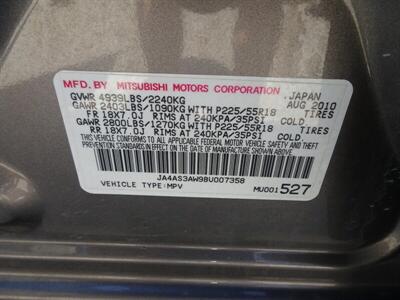 MFD. BY MITSUBISHI MOTORS CORPORATION JAPAN
GVWR 4939LBS/2240KG AUG 2010
GAWR 2403LBS/1090KG WITH P225/55R18 TIRES
FR 18X7.0J RIMS AT 240KPA/35PSI COLD
GAWR 2800LBS/1270KG WITH P225/55R18 TIRES
RR 18X7.0J RIMS AT 240KPA/35PSI COLD
THIS VEHICLE CONFORMS TO ALL APPLICABLE FEDERAL
MOTOR VEHICLE SAFETY AND THEFT PREVENTION STANDARDS
IN EFFECT ON THE DATE OF MANUFACTURE SHOWN ABOVE.
JA4AS3AW9BU007358
VEHICLE TYPE:MPV MU001527